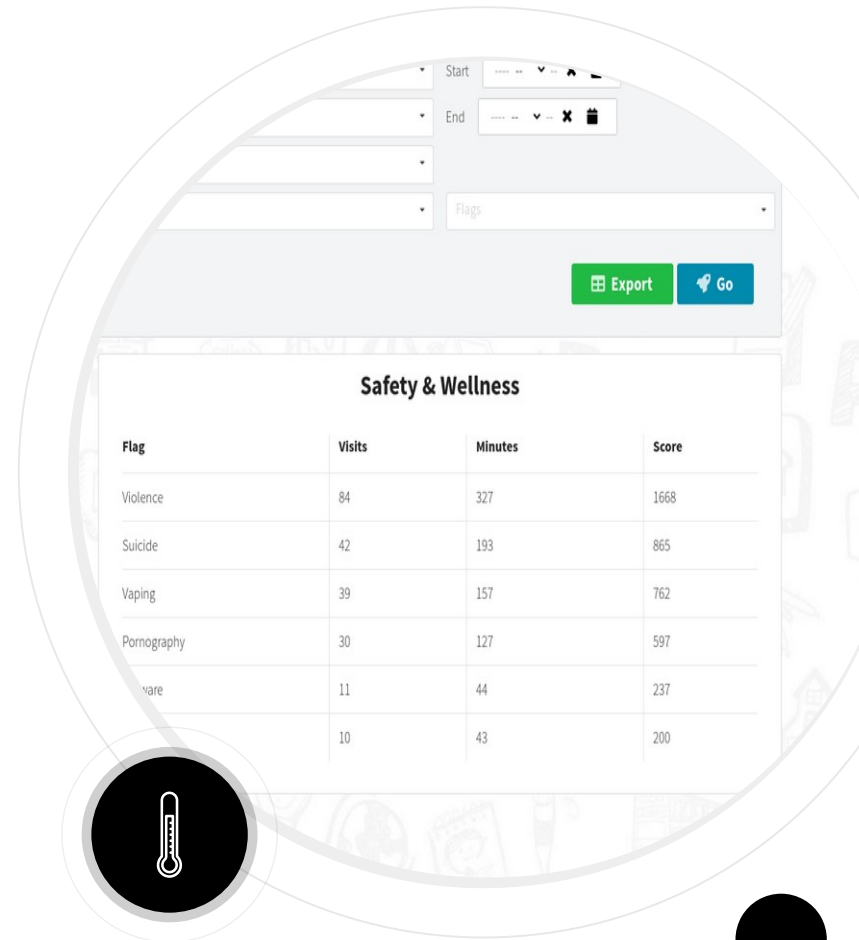 Start
End
Flags
Export Go
Safety & Wellness
Flag Visits Minutes Score
Violence 84 327 1668
Suicide 42 193 865
Vaping 39 157 762
Pornography 30 127 597
11 44 237
10 43 200